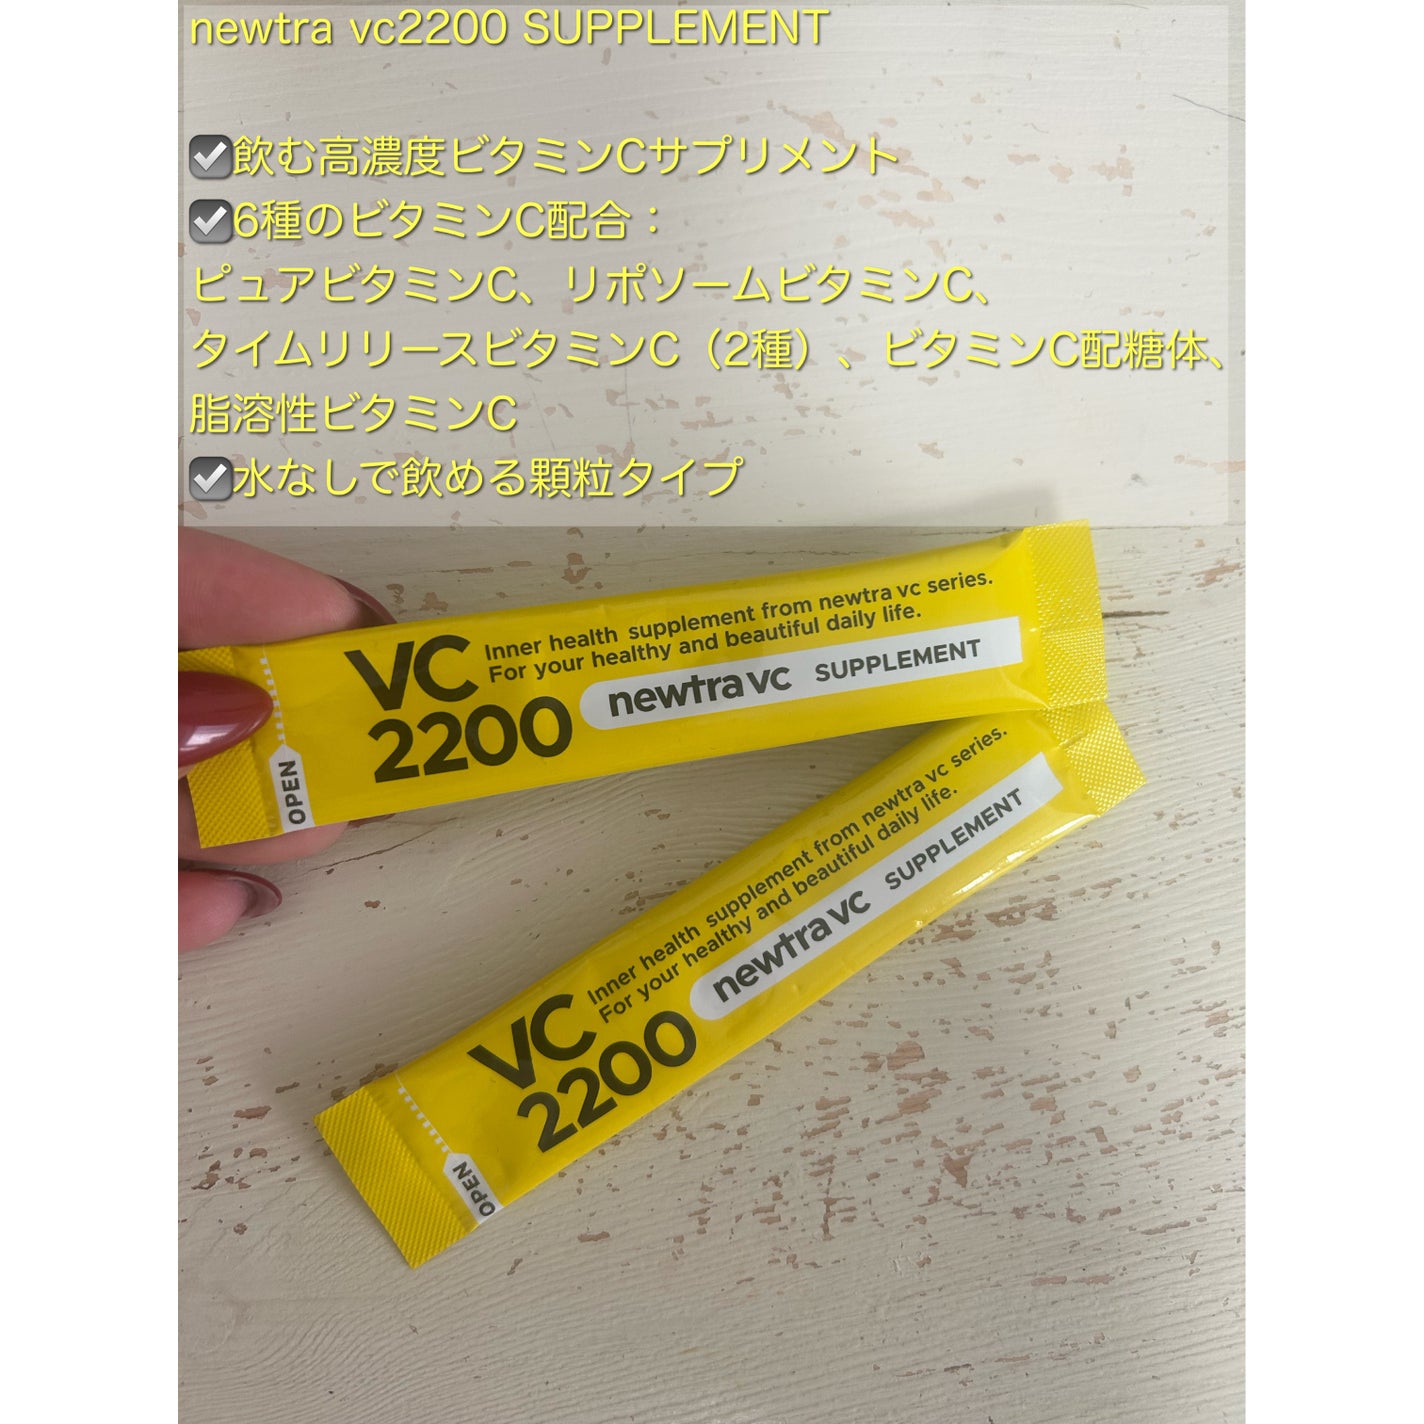 newtra vc2200 SUPPLEMENT
☑飲む高濃度ビタミンCサプリメント
☑6種のビタミンC配合：
ピュアビタミンC、リポソームビタミンC、
タイムリリースビタミンC（2種）、ビタミンC配糖体、
脂溶性ビタミンC
☑水なしで飲める顆粒タイプ
VC
2200
Inner health supplement from newtra vc series.
For your healthy and beautiful daily life.
newtra vc SUPPLEMENT
OPEN
VC
2200
Inner health supplement from newtra vc series.
For your healthy and beautiful daily life.
newtra vc SUPPLEMENT
OPEN